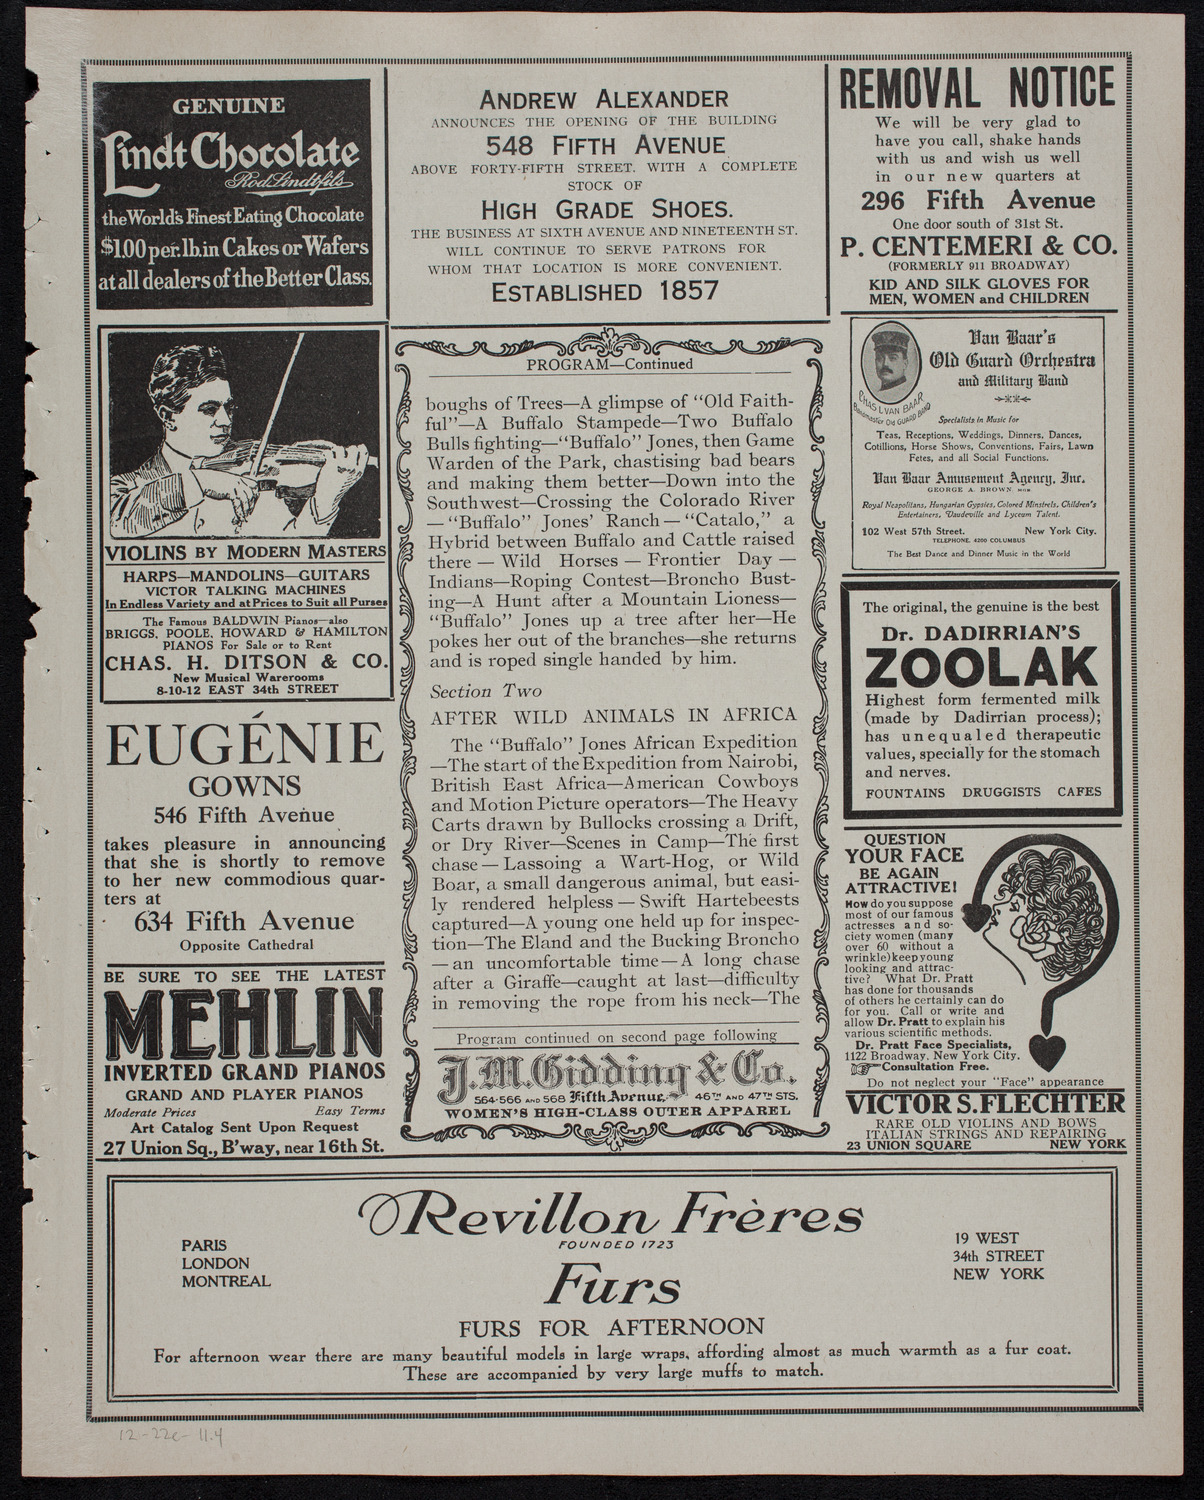 GENUINE
Lindt Chocolate
Rod. Lindt fils
the World's Finest Eating Chocolate
$1.00 per. lb. in Cakes or Wafers
at all dealers of the Better Class.
ANDREW ALEXANDER
ANNOUNCES THE OPENING OF THE BUILDING
548 FIFTH AVENUE
ABOVE FORTY-FIFTH STREET. WITH A COMPLETE
STOCK OF
HIGH GRADE SHOES.
THE BUSINESS AT SIXTH AVENUE AND NINETEENTH ST.
WILL CONTINUE TO SERVE PATRONS FOR
WHOM THAT LOCATION IS MORE CONVENIENT.
ESTABLISHED 1857
REMOVAL NOTICE
We will be very glad to
have you call, shake hands
with us and wish us well
in our new quarters at
296 Fifth Avenue
One door south of 31st St.
P. CENTEMERI & CO.
(FORMERLY 911 BROADWAY)
KID AND SILK GLOVES FOR
MEN, WOMEN and CHILDREN
VIOLINS BY MODERN MASTERS
HARPS—MANDOLINS—GUITARS
VICTOR TALKING MACHINES
In Endless Variety and at Prices to Suit all Purses
The Famous BALDWIN Pianos—also
BRIGGS, POOLE, HOWARD & HAMILTON
PIANOS For Sale or to Rent
CHAS. H. DITSON & CO.
New Musical Warerooms
8-10-12 EAST 34th STREET
EUGÉNIE
GOWNS
546 Fifth Avenue
takes pleasure in announcing
that she is shortly to remove
to her new commodious quar-
ters at
634 Fifth Avenue
Opposite Cathedral
BE SURE TO SEE THE LATEST
MEHLIN
INVERTED GRAND PIANOS
GRAND AND PLAYER PIANOS
Moderate Prices Easy Terms
Art Catalog Sent Upon Request
27 Union Sq., B'way, near 16th St.
PROGRAM—Continued
boughs of Trees—A glimpse of "Old Faith-
ful"—A Buffalo Stampede—Two Buffalo
Bulls fighting—"Buffalo" Jones, then Game
Warden of the Park, chastising bad bears
and making them better—Down into the
Southwest—Crossing the Colorado River
—"Buffalo" Jones' Ranch—"Catalo," a
Hybrid between Buffalo and Cattle raised
there — Wild Horses — Frontier Day —
Indians—Roping Contest—Broncho Bust-
ing—A Hunt after a Mountain Lioness—
"Buffalo" Jones up a tree after her—He
pokes her out of the branches—she returns
and is roped single handed by him.
Section Two
AFTER WILD ANIMALS IN AFRICA
The "Buffalo" Jones African Expedition
—The start of the Expedition from Nairobi,
British East Africa—American Cowboys
and Motion Picture operators—The Heavy
Carts drawn by Bullocks crossing a Drift,
or Dry River—Scenes in Camp—The first
chase—Lassoing a Wart-Hog, or Wild
Boar, a small dangerous animal, but easi-
ly rendered helpless — Swift Hartebeests
captured—A young one held up for inspec-
tion—The Eland and the Bucking Broncho
—an uncomfortable time—A long chase
after a Giraffe—caught at last—difficulty
in removing the rope from his neck—The
Program continued on second page following
J.M. Gidding & Co.
564-566 AND 568 Fifth Avenue, 46TH AND 47TH STS.
WOMEN'S HIGH-CLASS OUTER APPAREL
CHAS L VAN BAAR
Bandmaster Old GUARD BAND
Van Baar's
Old Guard Orchestra
and Military Band
Specialists in Music for
Teas, Receptions, Weddings, Dinners, Dances,
Cotillions, Horse Shows, Conventions, Fairs, Lawn
Fetes, and all Social Functions.
Van Baar Amusement Agency, Inc.
GEORGE A. BROWN, MGR.
Royal Neapolitans, Hungarian Gypsies, Colored Minstrels, Children's
Entertainers, Vaudeville and Lyceum Talent.
102 West 57th Street. New York City.
TELEPHONE, 4200 COLUMBUS
The Best Dance and Dinner Music in the World
The original, the genuine is the best
Dr. DADIRRIAN'S
ZOOLAK
Highest form fermented milk
(made by Dadirrian process);
has unequaled therapeutic
values, specially for the stomach
and nerves.
FOUNTAINS DRUGGISTS CAFES
QUESTION
YOUR FACE
BE AGAIN
ATTRACTIVE!
How do you suppose
most of our famous
actresses and so-
ciety women (many
over 60 without a
wrinkle) keep young
looking and attrac-
tive? What Dr. Pratt
has done for thousands
of others he certainly can do
for you. Call or write and
allow Dr. Pratt to explain his
various scientific methods.
Dr. Pratt Face Specialists,
1122 Broadway. New York City.
Consultation Free.
Do not neglect your "Face" appearance
VICTOR S. FLECHTER
RARE OLD VIOLINS AND BOWS
ITALIAN STRINGS AND REPAIRING
23 UNION SQUARE NEW YORK
Revillon Frères
FOUNDED 1723
PARIS
LONDON
MONTREAL
19 WEST
34th STREET
NEW YORK
Furs
FURS FOR AFTERNOON
For afternoon wear there are many beautiful models in large wraps, affording almost as much warmth as a fur coat.
These are accompanied by very large muffs to match.
12-22e-11.4